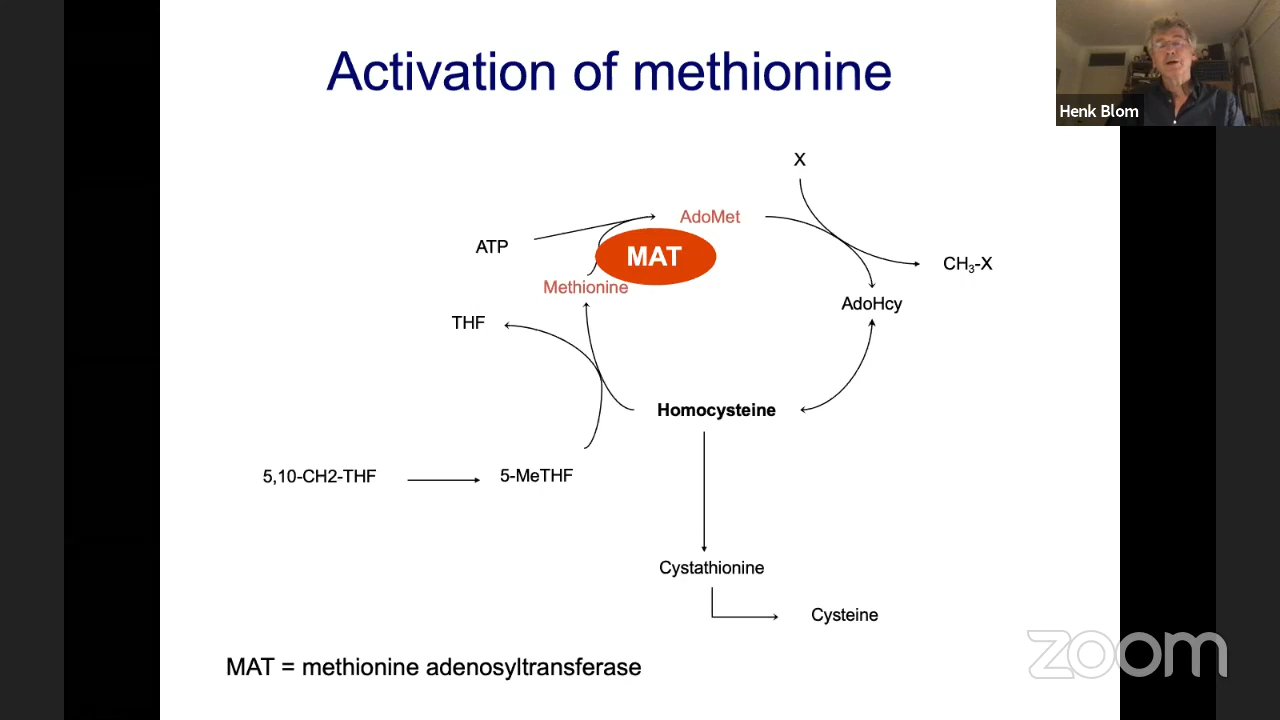 Activation of methionine
Henk Blom
X
AdoMet
ATP
MAT
CH₃-X
Methionine
AdoHcy
THF
Homocysteine
5,10-CH2-THF
5-MeTHF
Cystathionine
Cysteine
MAT = methionine adenosyltransferase
zoom